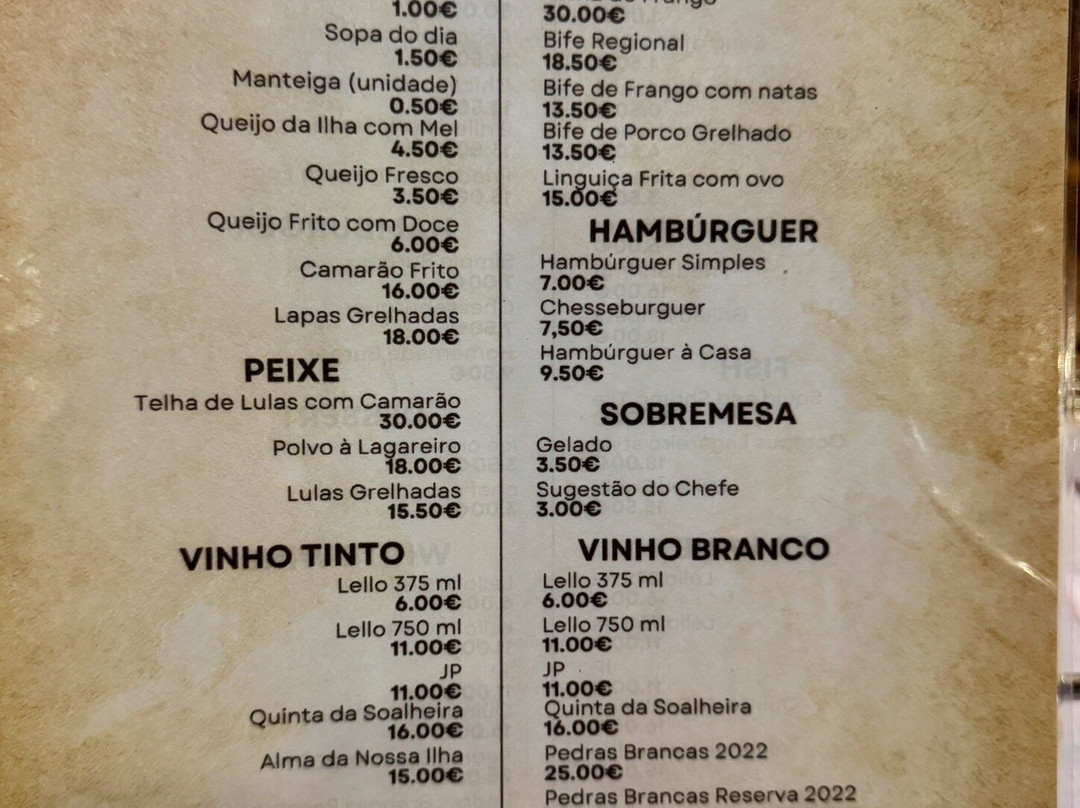 1.00€
Sopa do dia
1.50€
Manteiga (unidade)
0.50€
Queijo da Ilha com Mel
4.50€
Queijo Fresco
3.50€
Queijo Frito com Doce
6.00€
Camarão Frito
16.00€
Lapas Grelhadas
18.00€
PEIXE
Telha de Lulas com Camarão
30.00€
Polvo à Lagareiro
18.00€
Lulas Grelhadas
15.50€
VINHO TINTO
Lello 375 ml
6.00€
Lello 750 ml
11.00€
JP
11.00€
Quinta da Soalheira
16.00€
Alma da Nossa Ilha
15.00€
30.00€
Bife Regional
18.50€
Bife de Frango com natas
13.50€
Bife de Porco Grelhado
13.50€
Linguiça Frita com ovo
15.00€
HAMBÚRGUER
Hambúrguer Simples
7.00€
Chesseburguer
7,50€
Hambúrguer à Casa
9.50€
SOBREMESA
Gelado
3.50€
Sugestão do Chefe
3.00€
VINHO BRANCO
Lello 375 ml
6.00€
Lello 750 ml
11.00€
JP
11.00€
Quinta da Soalheira
16.00€
Pedras Brancas 2022
25.00€
Pedras Brancas Reserva 2022